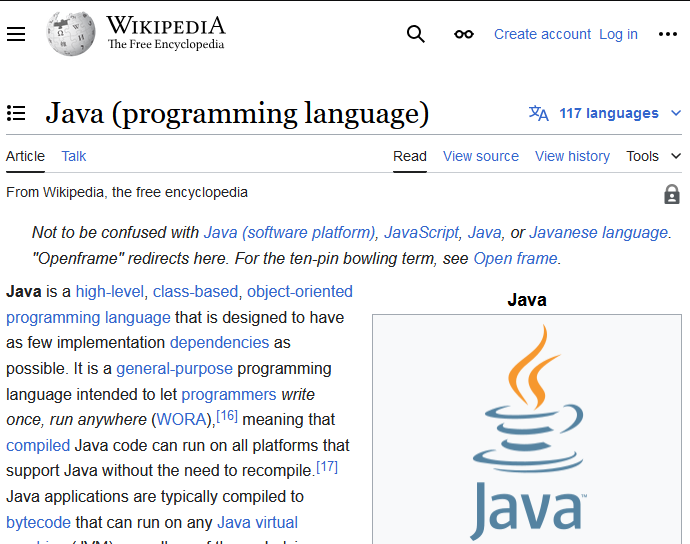 WIKIPEDIA
The Free Encyclopedia
Create account Log in
Java (programming language)
117 languages
Article Talk Read View source View history Tools
From Wikipedia, the free encyclopedia
Not to be confused with Java (software platform), JavaScript, Java, or Javanese language.
"Openframe" redirects here. For the ten-pin bowling term, see Open frame.
Java is a high-level, class-based, object-oriented
programming language that is designed to have
as few implementation dependencies as
possible. It is a general-purpose programming
language intended to let programmers write
once, run anywhere (WORA),[16] meaning that
compiled Java code can run on all platforms that
support Java without the need to recompile.[17]
Java applications are typically compiled to
bytecode that can run on any Java virtual
Java
Java™